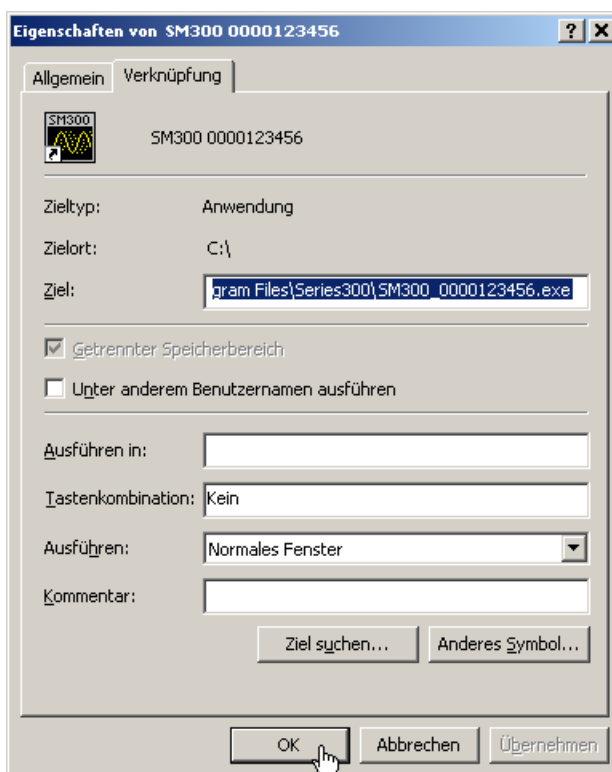 Eigenschaften von SM300 0000123456
Allgemein Verknüpfung
SM300
SM300 0000123456
Zieltyp: Anwendung
Zielort: C:\
Ziel: gram Files\Series300\SM300_0000123456.exe
Getrennter Speicherbereich
Unter anderem Benutzernamen ausführen
Ausführen in:
Tastenkombination: Kein
Ausführen: Normales Fenster
Kommentar:
Ziel suchen... Anderes Symbol...
OK Abbrechen Übernehmen